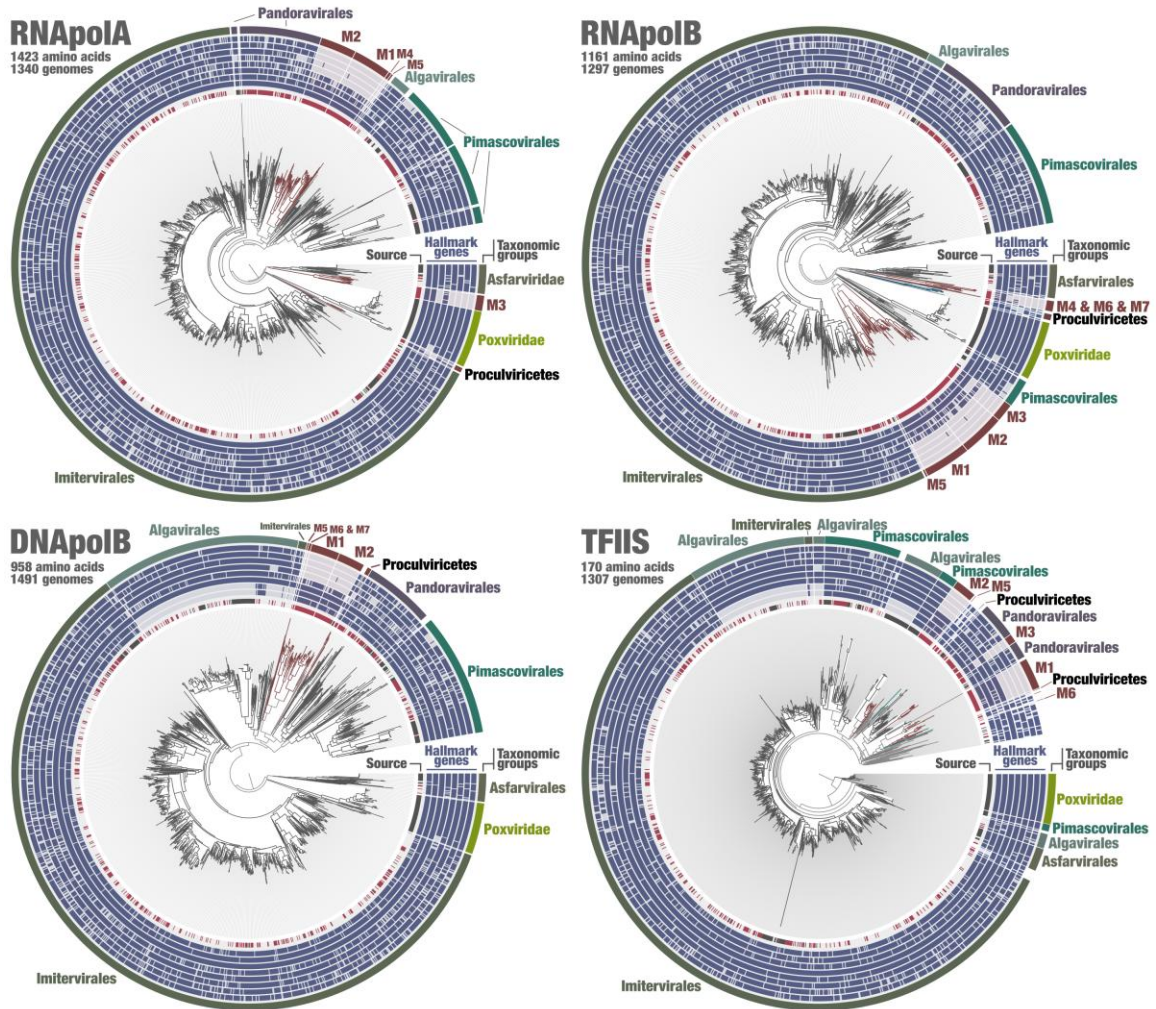 RNApolA
1423 amino acids
1340 genomes
Pandoravirales
M2
M1 M4
M5
Algavirales
Pimascovirales
Source
Hallmark genes
Taxonomic groups
Asfarviridae
M3
Poxviridae
Proculviricetes
Imitervirales
RNApolB
1161 amino acids
1297 genomes
Algavirales
Pandoravirales
Pimascovirales
Source
Hallmark genes
Taxonomic groups
Asfarvirales
M4 & M6 & M7
Proculviricetes
Poxviridae
Pimascovirales
M3
M2
M1
M5
Imitervirales
DNApolB
958 amino acids
1491 genomes
Algavirales
Imitervirales
M5
M6 & M7
M1
M2
Proculviricetes
Pandoravirales
Pimascovirales
Source
Hallmark genes
Taxonomic groups
Asfarvirales
Poxviridae
Imitervirales
TFIIS
170 amino acids
1307 genomes
Algavirales
Imitervirales
Algavirales
Pimascovirales
Algavirales
Pimascovirales
M2
M5
Proculviricetes
Pandoravirales
M3
Pandoravirales
M1
Proculviricetes
M6
Source
Hallmark genes
Taxonomic groups
Poxviridae
Pimascovirales
Algavirales
Asfarvirales
Imitervirales